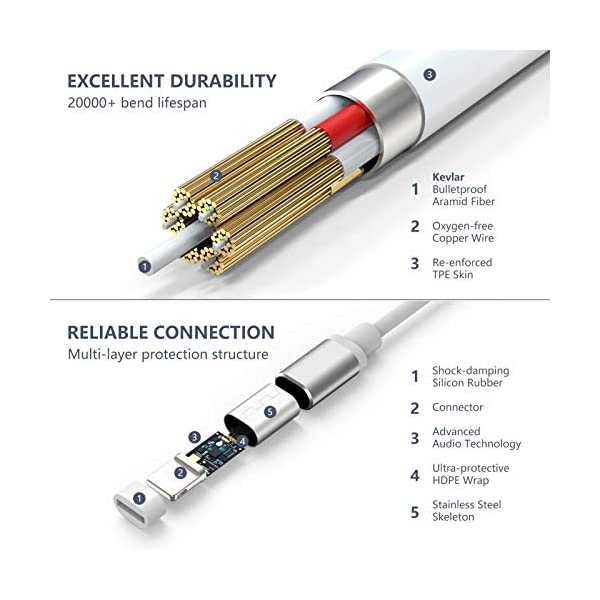 EXCELLENT DURABILITY
20000+ bend lifespan
3
2
1
Kevlar
1 Bulletproof
Aramid Fiber
2 Oxygen-free
Copper Wire
3 Re-enforced
TPE Skin
RELIABLE CONNECTION
Multi-layer protection structure
5
3
4
2
1
1 Shock-damping
Silicon Rubber
2 Connector
3 Advanced
Audio Technology
4 Ultra-protective
HDPE Wrap
5 Stainless Steel
Skeleton